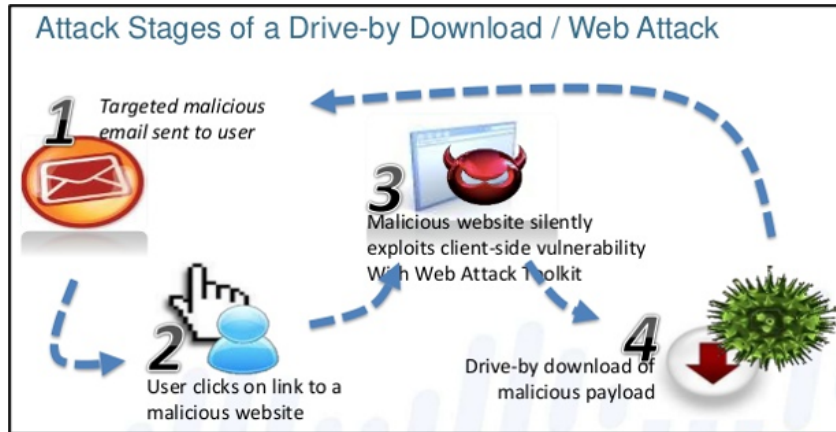 Attack Stages of a Drive-by Download / Web Attack
1
Targeted malicious
email sent to user
2
User clicks on link to a
malicious website
3
Malicious website silently
exploits client-side vulnerability
With Web Attack Toolkit
4
Drive-by download of
malicious payload